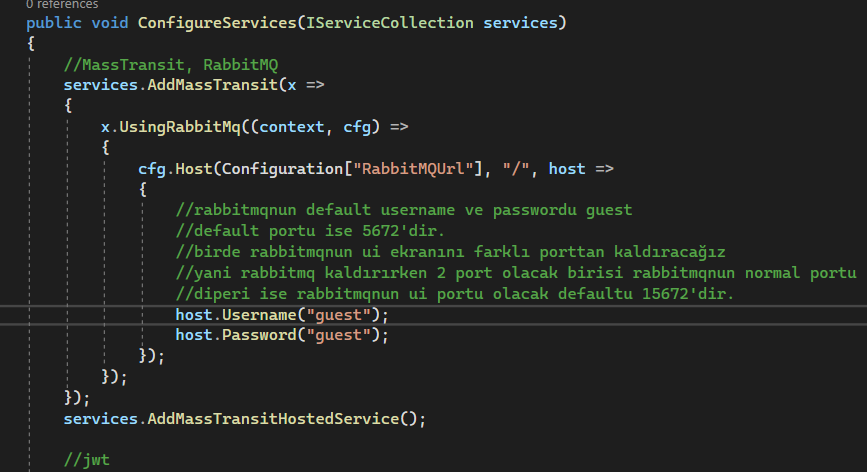 0 references
public void ConfigureServices(IServiceCollection services)
{
//MassTransit, RabbitMQ
services.AddMassTransit(x =>
{
x.UsingRabbitMq((context, cfg) =>
{
cfg.Host(Configuration["RabbitMQUrl"], "/", host =>
{
//rabbitmqnun default username ve passwordu guest
//default portu ise 5672'dir.
//birde rabbitmqnun ui ekranını farklı porttan kaldıracağız
//yani rabbitmq kaldırırken 2 port olacak birisi rabbitmqnun normal portu
//diperi ise rabbitmqnun ui portu olacak defaultu 15672'dir.
host.Username("guest");
host.Password("guest");
});
});
});
services.AddMassTransitHostedService();
//jwt